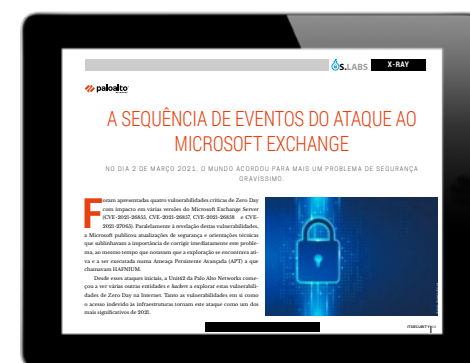 S.LABS X-RAY
paloalto
A SEQUÊNCIA DE EVENTOS DO ATAQUE AO
MICROSOFT EXCHANGE
NO DIA 2 DE MARÇO 2021, O MUNDO ACORDOU PARA MAIS UM PROBLEMA DE SEGURANÇA
GRAVÍSSIMO.
Foram apresentadas quatro vulnerabilidades críticas de Zero Day
com impacto em várias versões do Microsoft Exchange Server
(CVE-2021-26855, CVE-2021-26857, CVE-2021-26858 e CVE-
2021-27065). Paralelamente à revelação destas vulnerabilidades,
a Microsoft publicou atualizações de segurança e orientações técnicas
que sublinhavam a importância de corrigir imediatamente este proble-
ma, ao mesmo tempo que notaram que a exploração se encontrava ati-
va e a ser executada numa Ameaça Persistente Avançada (APT) a que
chamavam HAFNIUM.
Desde esses ataques iniciais, a Unit42 da Palo Alto Networks come-
çou a ver várias outras entidades e hackers a explorar estas vulnerabili-
dades de Zero Day na Internet. Tanto as vulnerabilidades em si como
o acesso indevido às infraestruturas tornam este ataque como um dos
mais significativos de 2021.